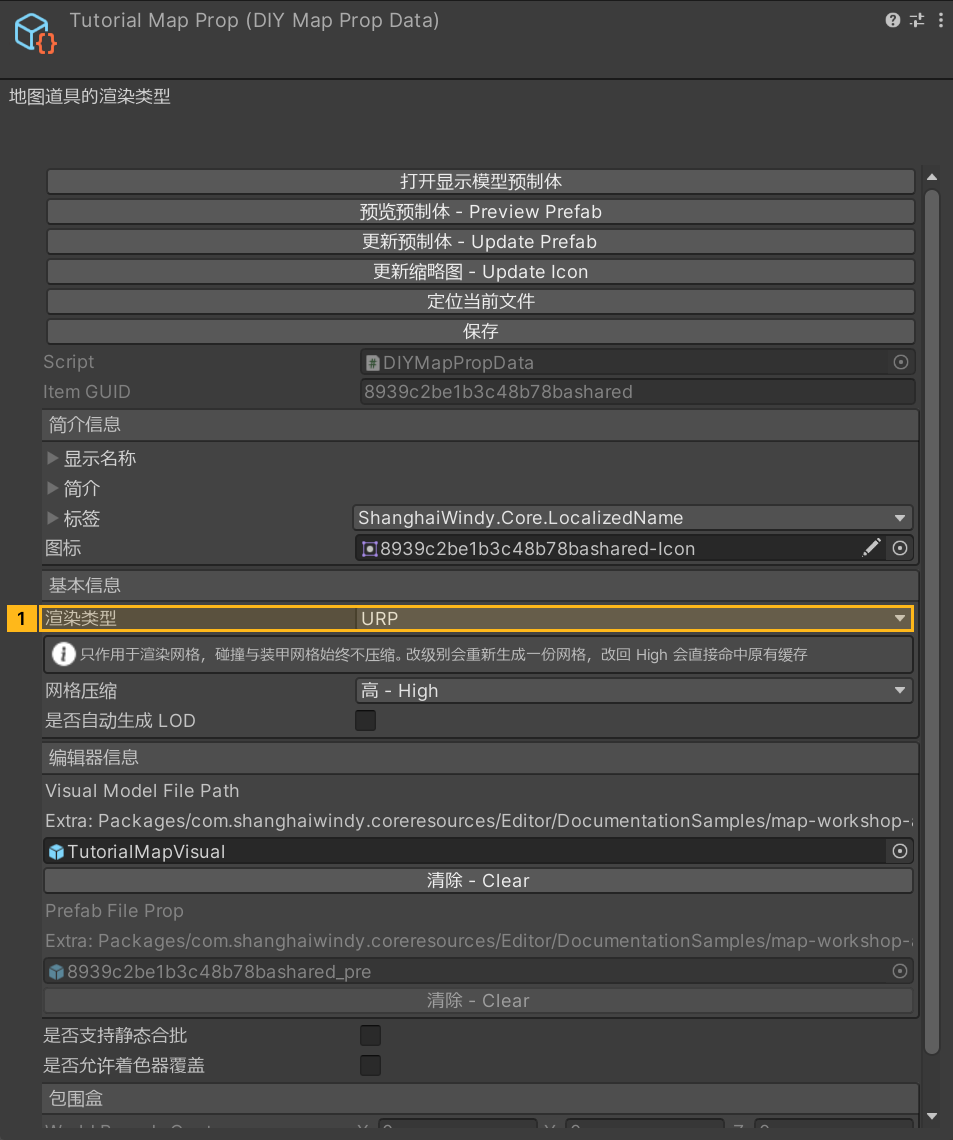 Tutorial Map Prop (DIY Map Prop Data)
地图道具的渲染类型
打开显示模型预制体
预览预制体 - Preview Prefab
更新预制体 - Update Prefab
更新缩略图 - Update Icon
定位当前文件
保存
Script DIYMapPropData
Item GUID 8939c2be1b3c48b78bashared
简介信息
显示名称
简介
标签 ShanghaiWindy.Core.LocalizedName
图标 8939c2be1b3c48b78bashared-Icon
基本信息
1 渲染类型 URP
只作用于渲染网格，碰撞与装甲网格始终不压缩。改级别会重新生成一份网格，改回 High 会直接命中原有缓存
网格压缩 高 - High
是否自动生成 LOD
编辑器信息
Visual Model File Path
Extra: Packages/com.shanghaiwindy.coreresources/Editor/DocumentationSamples/map-workshop-
TutorialMapVisual
清除 - Clear
Prefab File Prop
Extra: Packages/com.shanghaiwindy.coreresources/Editor/DocumentationSamples/map-workshop-
8939c2be1b3c48b78bashared_pre
清除 - Clear
是否支持静态合批
是否允许着色器覆盖
包围盒